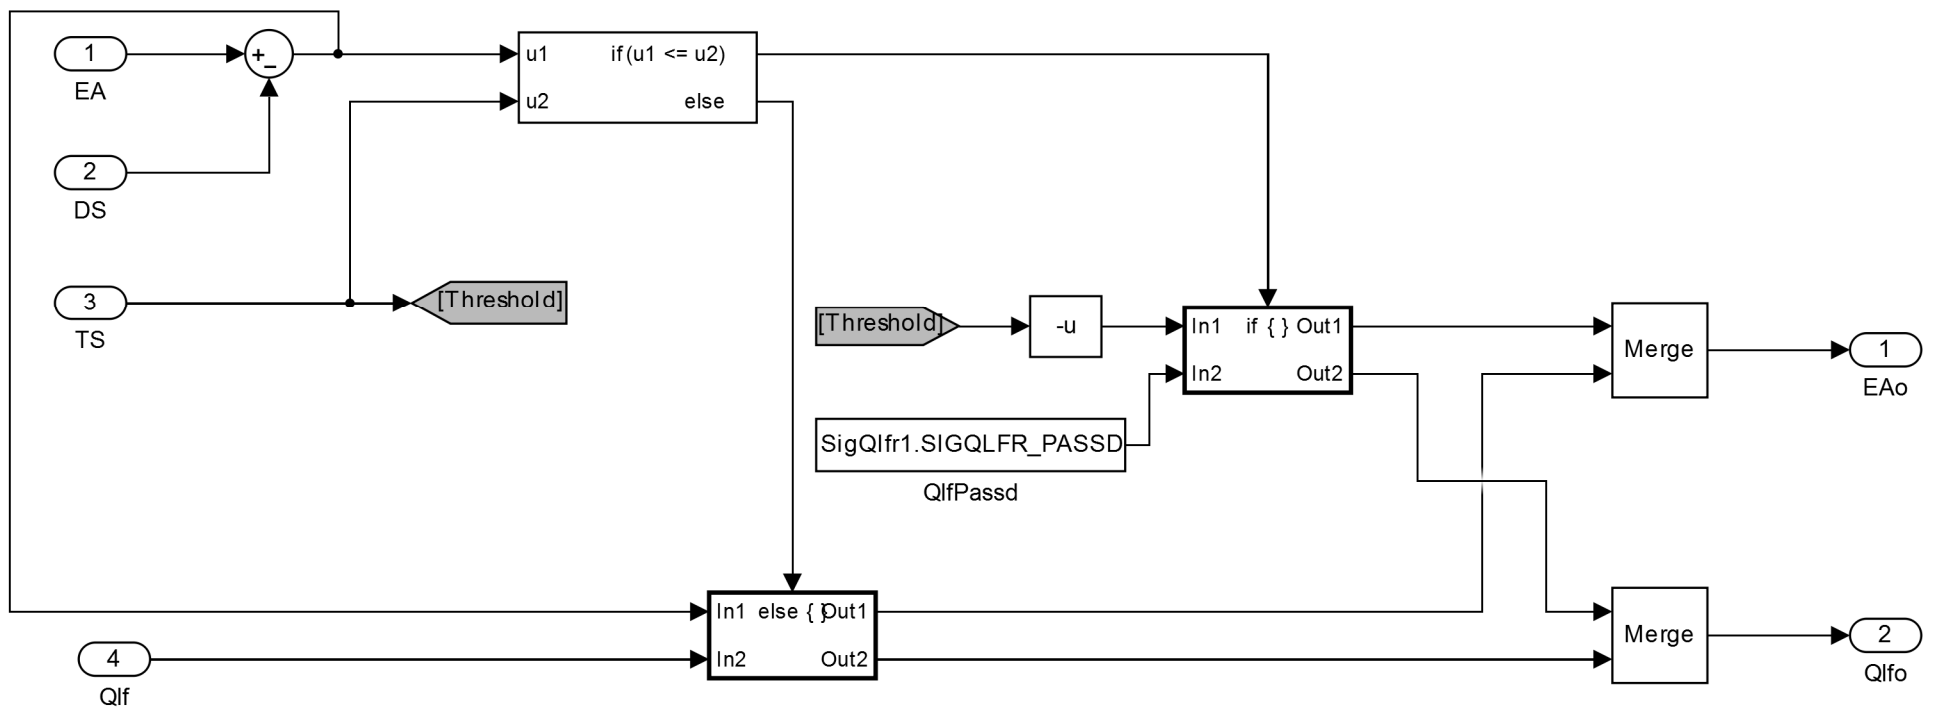 1
EA
+
−
u1
if(u1 <= u2)
u2
else
2
DS
3
TS
[Threshold]
[Threshold]
-u
In1
if { }
Out1
In2
Out2
Merge
1
EAo
SigQlfr1.SIGQLFR_PASSD
QlfPassd
In1
else { }
Out1
In2
Out2
4
Qlf
Merge
2
Qlfo